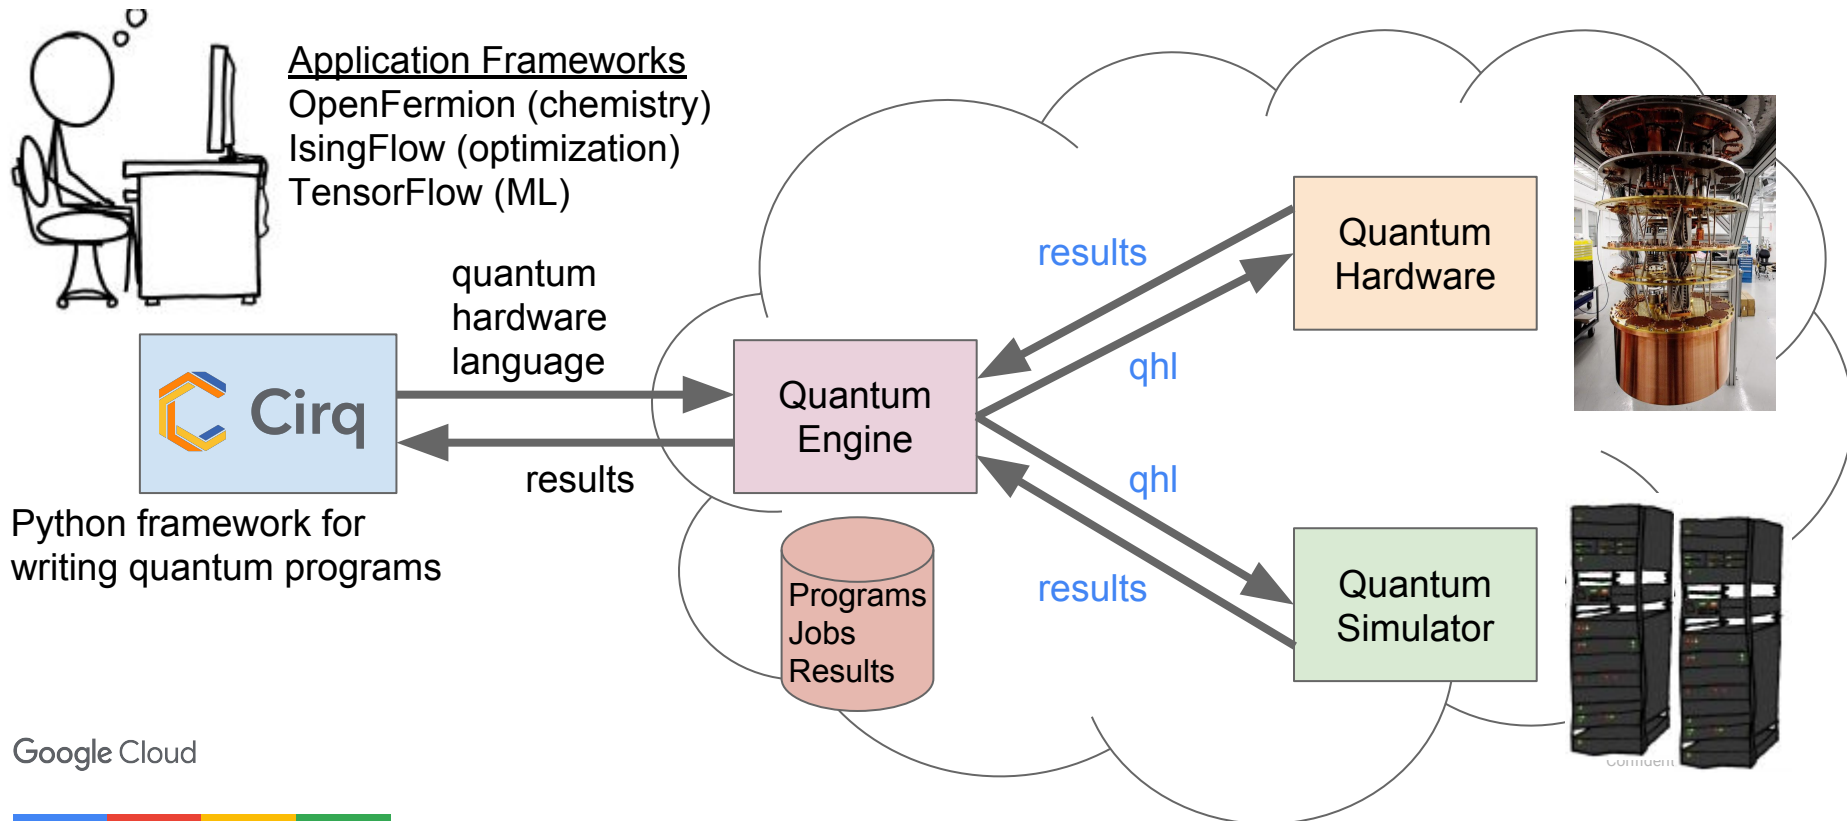 Application Frameworks
OpenFermion (chemistry)
IsingFlow (optimization)
TensorFlow (ML)
quantum
hardware
language
results
Cirq
Python framework for
writing quantum programs
Quantum
Engine
Programs
Jobs
Results
results
qhl
qhl
results
Quantum
Hardware
Quantum
Simulator
Google Cloud